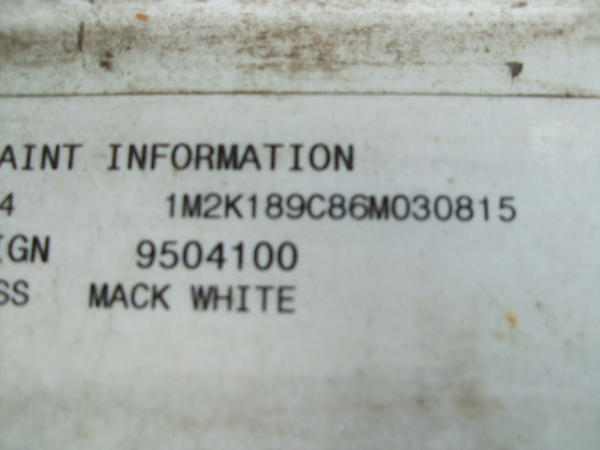 AINT INFORMATION
4 1M2K189C86M030815
IGN 9504100
SS MACK WHITE